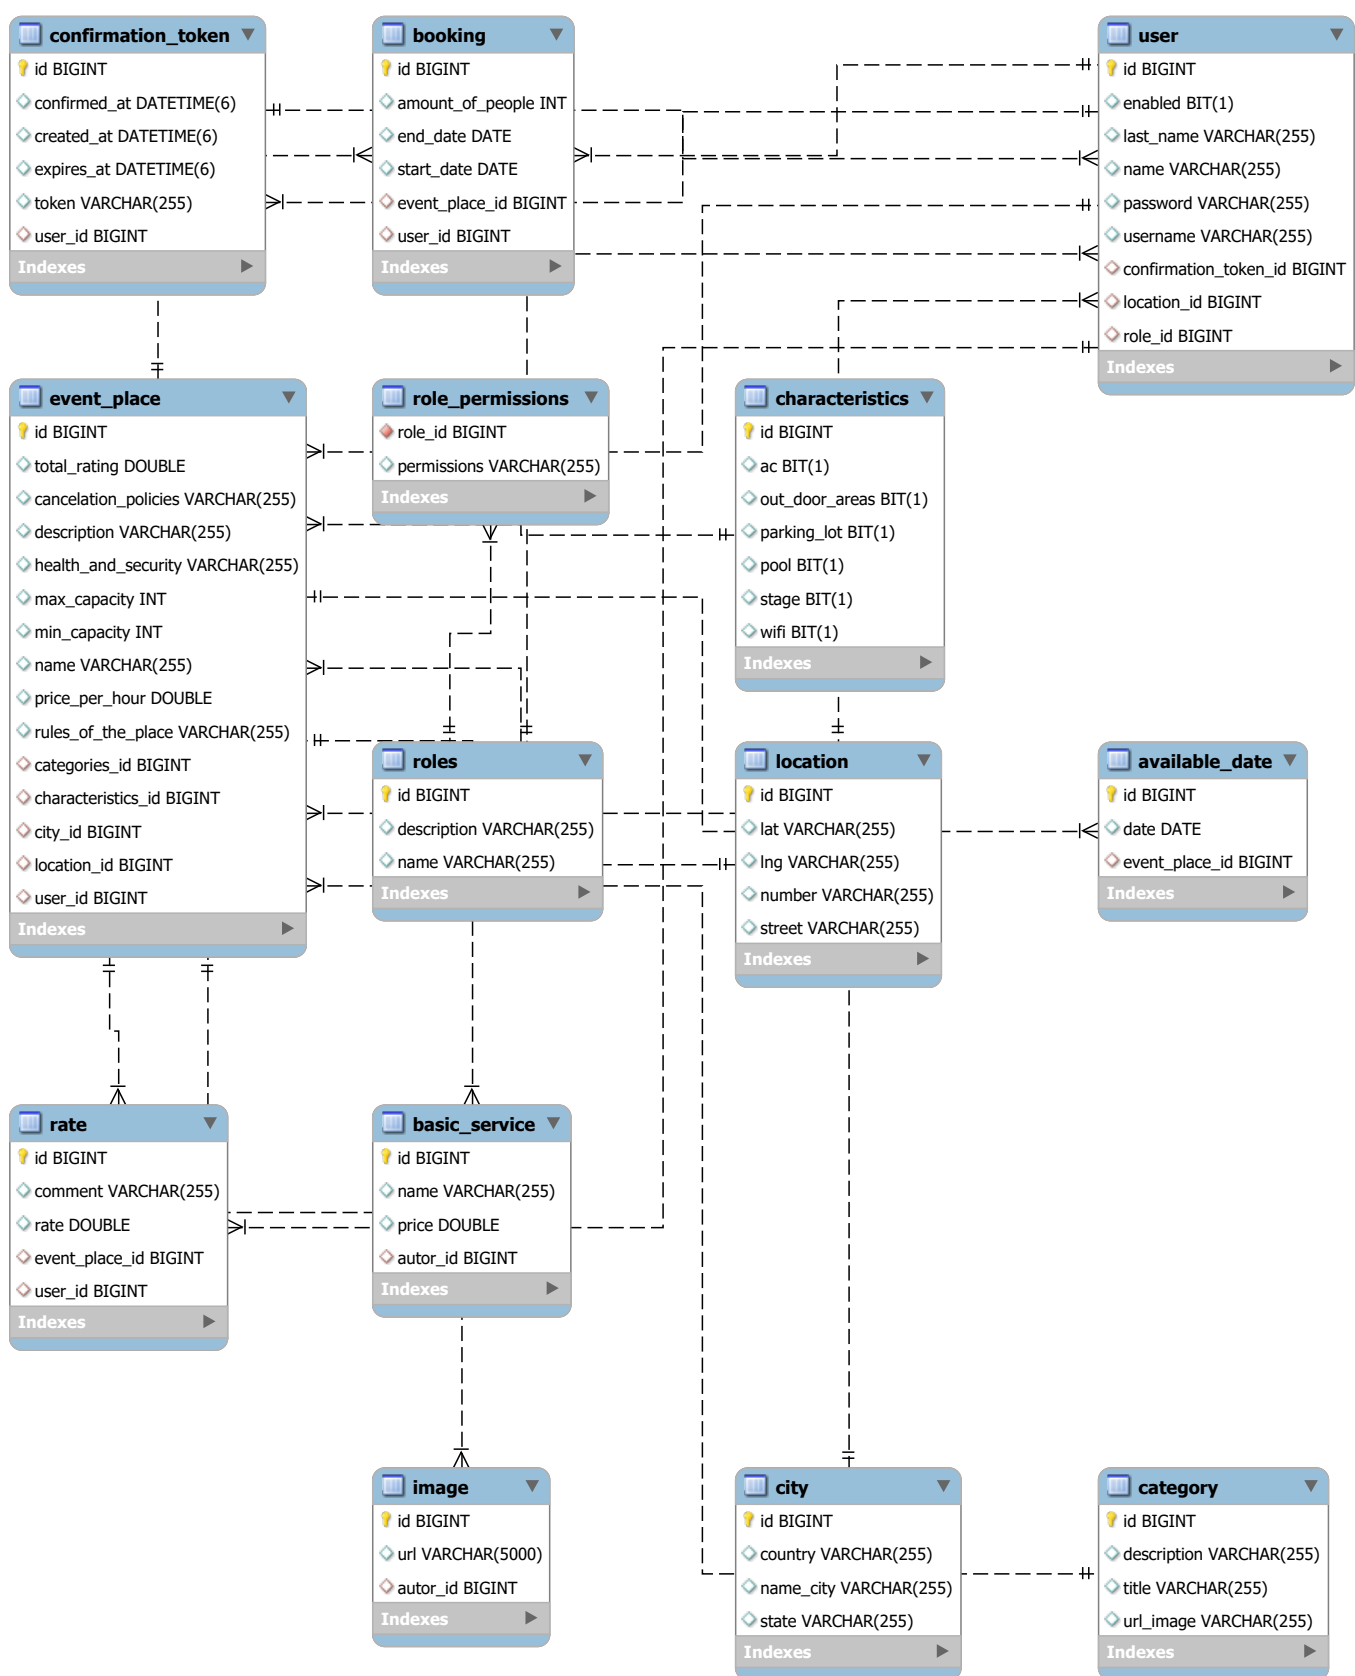 confirmation_token
id BIGINT
confirmed_at DATETIME(6)
created_at DATETIME(6)
expires_at DATETIME(6)
token VARCHAR(255)
user_id BIGINT
Indexes
booking
id BIGINT
amount_of_people INT
end_date DATE
start_date DATE
event_place_id BIGINT
user_id BIGINT
Indexes
user
id BIGINT
enabled BIT(1)
last_name VARCHAR(255)
name VARCHAR(255)
password VARCHAR(255)
username VARCHAR(255)
confirmation_token_id BIGINT
location_id BIGINT
role_id BIGINT
Indexes
event_place
id BIGINT
total_rating DOUBLE
cancelation_policies VARCHAR(255)
description VARCHAR(255)
health_and_security VARCHAR(255)
max_capacity INT
min_capacity INT
name VARCHAR(255)
price_per_hour DOUBLE
rules_of_the_place VARCHAR(255)
categories_id BIGINT
characteristics_id BIGINT
city_id BIGINT
location_id BIGINT
user_id BIGINT
Indexes
role_permissions
role_id BIGINT
permissions VARCHAR(255)
Indexes
characteristics
id BIGINT
ac BIT(1)
out_door_areas BIT(1)
parking_lot BIT(1)
pool BIT(1)
stage BIT(1)
wifi BIT(1)
Indexes
roles
id BIGINT
description VARCHAR(255)
name VARCHAR(255)
Indexes
location
id BIGINT
lat VARCHAR(255)
lng VARCHAR(255)
number VARCHAR(255)
street VARCHAR(255)
Indexes
available_date
id BIGINT
date DATE
event_place_id BIGINT
Indexes
rate
id BIGINT
comment VARCHAR(255)
rate DOUBLE
event_place_id BIGINT
user_id BIGINT
Indexes
basic_service
id BIGINT
name VARCHAR(255)
price DOUBLE
autor_id BIGINT
Indexes
image
id BIGINT
url VARCHAR(5000)
autor_id BIGINT
Indexes
city
id BIGINT
country VARCHAR(255)
name_city VARCHAR(255)
state VARCHAR(255)
Indexes
category
id BIGINT
description VARCHAR(255)
title VARCHAR(255)
url_image VARCHAR(255)
Indexes